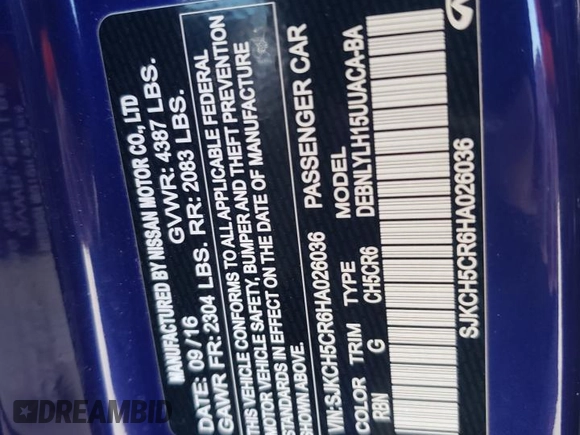 MANUFACTURED BY NISSAN MOTOR CO., LTD
DATE: 09/16 GVWR: 4387 LBS.
GAWR FR: 2304 LBS. RR: 2083 LBS.
THIS VEHICLE CONFORMS TO ALL APPLICABLE FEDERAL
MOTOR VEHICLE SAFETY, BUMPER AND THEFT PREVENTION
STANDARDS IN EFFECT ON THE DATE OF MANUFACTURE
SHOWN ABOVE.
VIN:SJKCH5CR6HA026036 PASSENGER CAR
COLOR TRIM TYPE MODEL
RBN G CH5CR6 DEBNLYLH15UUACA-BA
SJKCH5CR6HA026036
DREAMBID